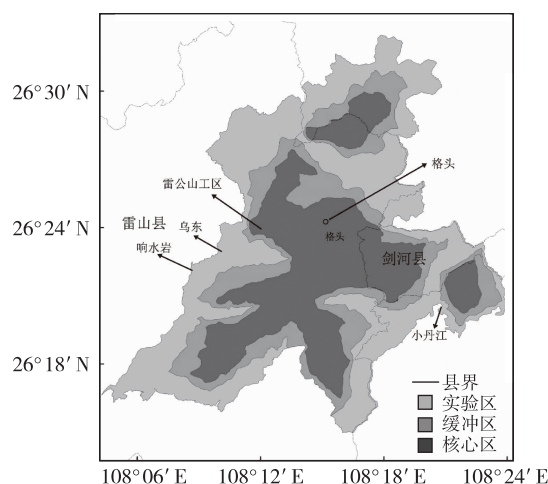 26°30′N
格头
雷公山工区
26°24′N
雷山县
乌东
格头
响水岩
剑河县
小丹江
26°18′N
县界
实验区
缓冲区
核心区
108°06′E 108°12′E 108°18′E 108°24′E